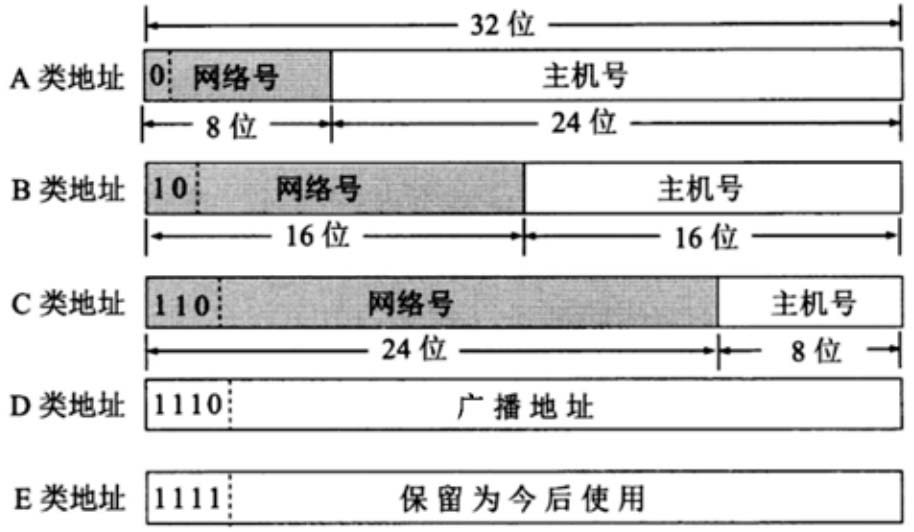 32 位
A 类地址 0 网络号 主机号
8 位 24 位
B 类地址 10 网络号 主机号
16 位 16 位
C 类地址 110 网络号 主机号
24 位 8 位
D 类地址 1110 广播地址
E 类地址 1111 保留为今后使用